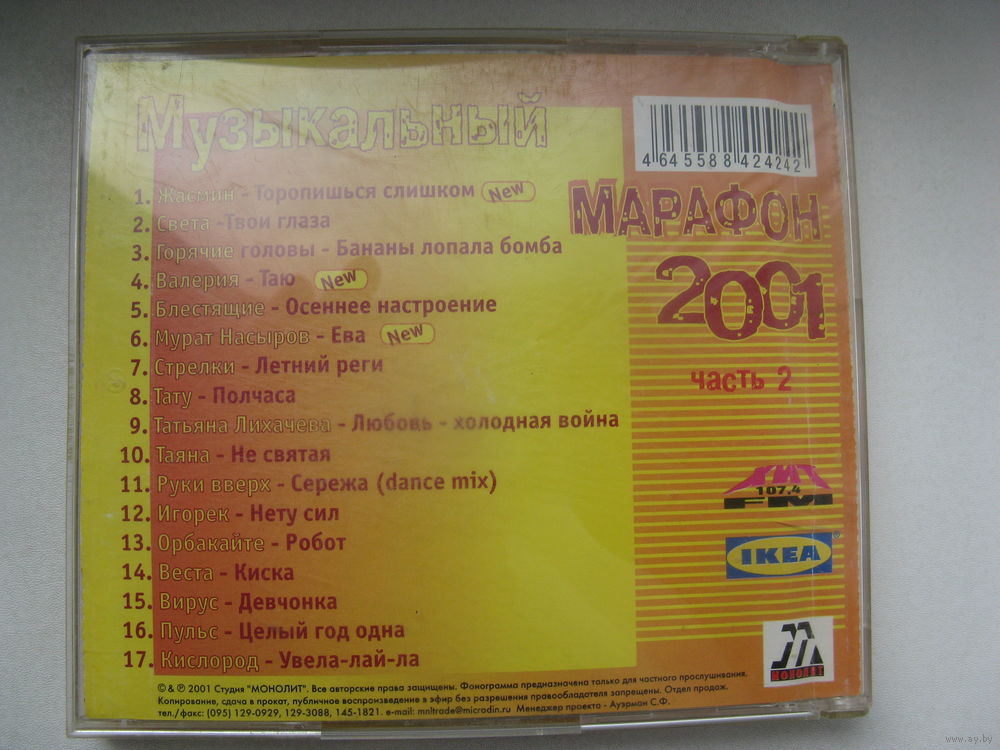 Музыкальный
4 645588 424242
МАРАФОН
2001
часть 2
1. Жасмин - Торопишься слишком New
2. Света - Твои глаза
3. Горячие головы - Бананы лопала бомба
4. Валерия - Таю New
5. Блестящие - Осеннее настроение
6. Мурат Насыров - Ева New
7. Стрелки - Летний реги
8. Тату - Полчаса
9. Татьяна Лихачева - Любовь - холодная война
10. Таяна - Не святая
11. Руки вверх - Сережа (dance mix)
12. Игорек - Нету сил
13. Орбакайте - Робот
14. Веста - Киска
15. Вирус - Девчонка
16. Пульс - Целый год одна
17. Кислород - Увела-лай-ла
ХИТ
107,4
FM
IKEA
МОНОЛИТ
© & ℗ 2001 Студия "МОНОЛИТ". Все авторские права защищены. Фонограмма предназначена только для частного прослушивания.
Копирование, сдача в прокат, публичное воспроизведение в эфир без разрешения правообладателя запрещены. Отдел продаж.
тел./факс: (095) 129-0929, 129-3088, 145-1821. e-mail: mnltrade@microdin.ru Менеджер проекта - Ауэрман С.Ф.
www.ay.by